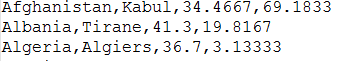 Afghanistan,Kabul,34.4667,69.1833
Albania,Tirane,41.3,19.8167
Algeria,Algiers,36.7,3.13333